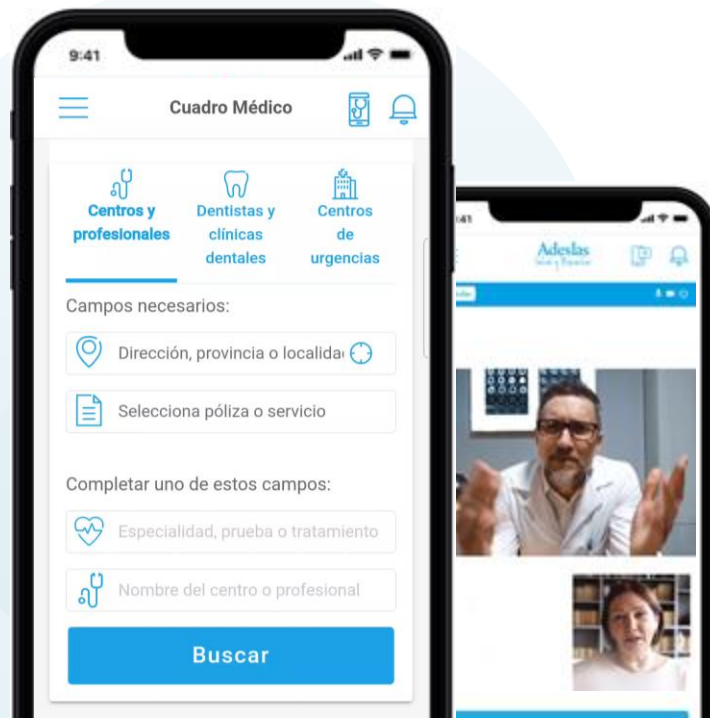 9:41
Cuadro Médico
Centros y
profesionales
Dentistas y
clínicas
dentales
Centros
de
urgencias
Campos necesarios:
Dirección, provincia o localida
Selecciona póliza o servicio
Completar uno de estos campos:
Especialidad, prueba o tratamiento
Nombre del centro o profesional
Buscar
:41
Adeslas